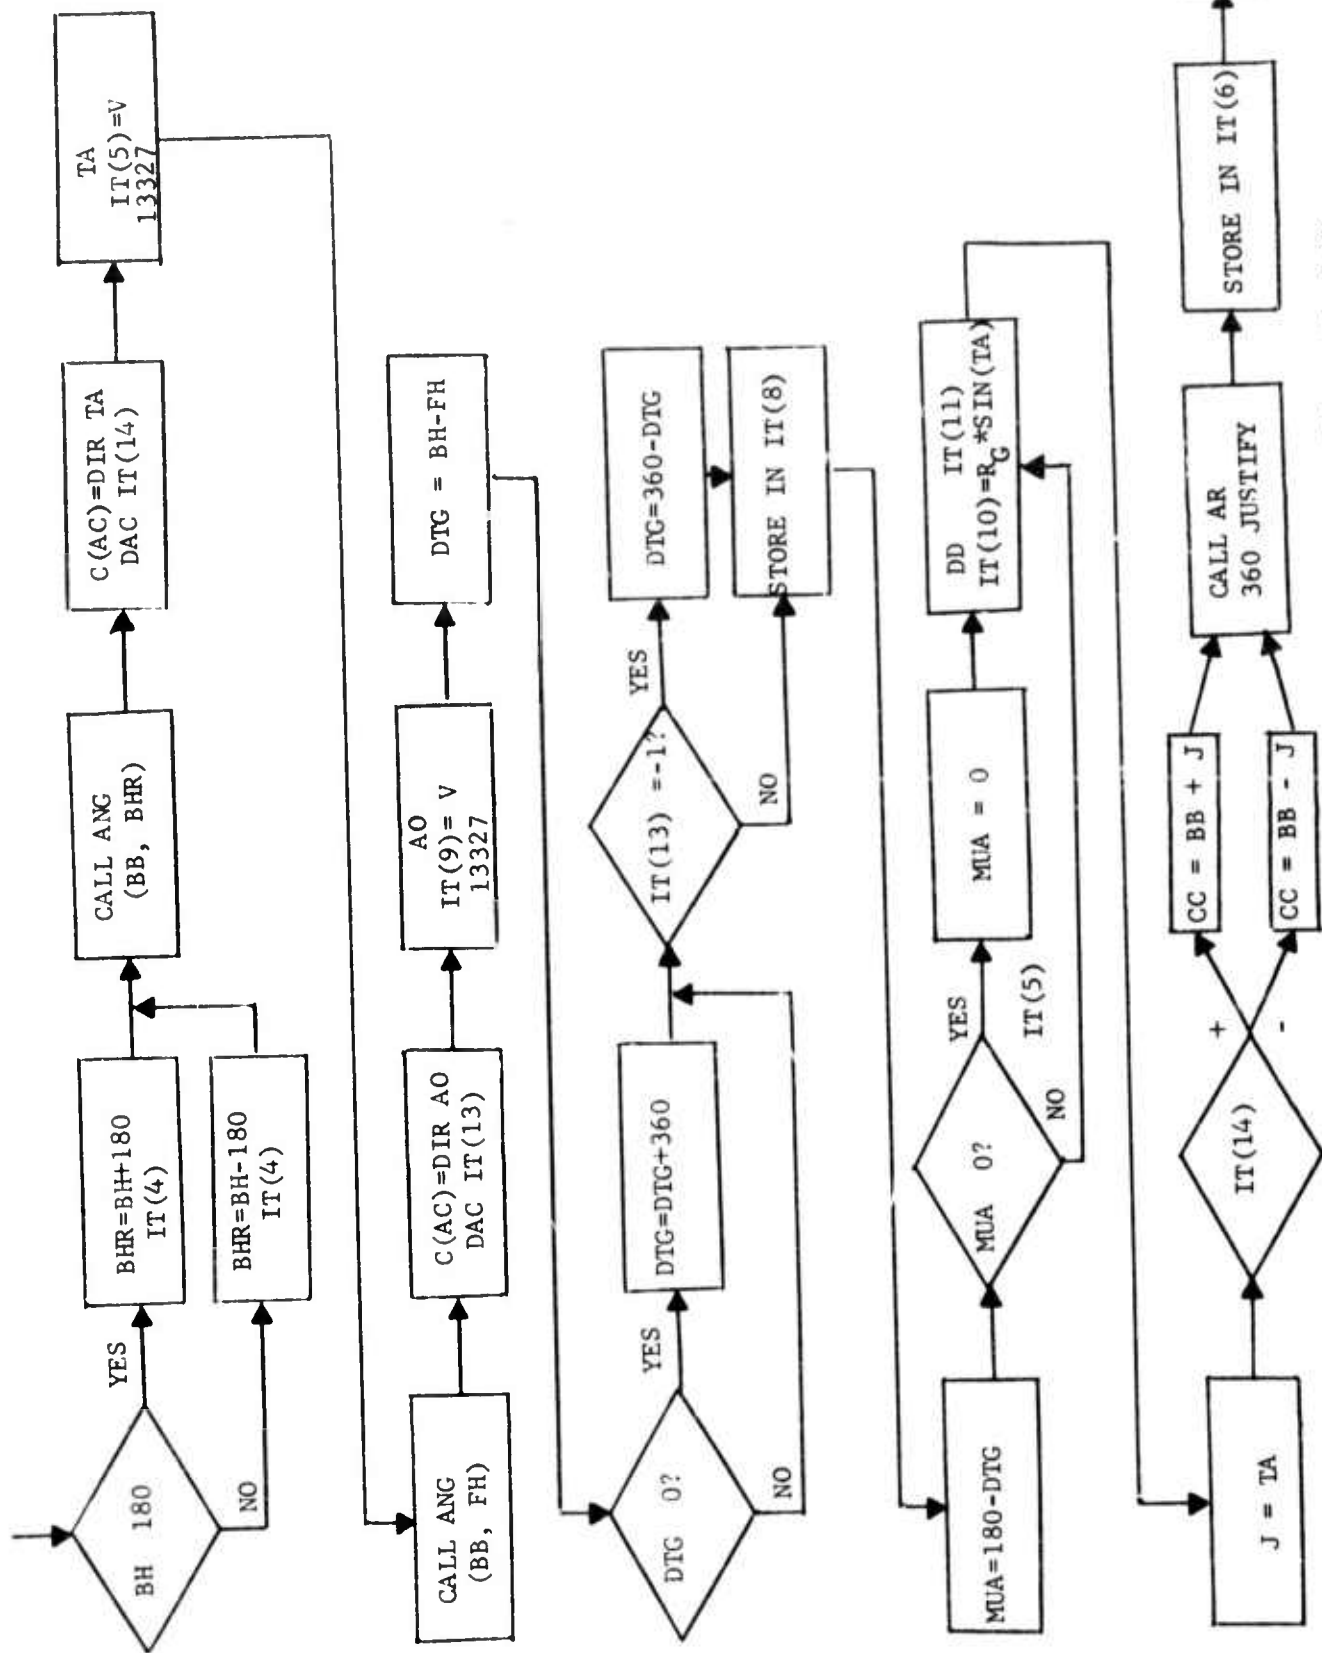 BH 180
YES
NO
BHR=BH+180
IT(4)
BHR=BH-180
IT(4)
CALL ANG
(BB, BHR)
C(AC)=DIR TA
DAC IT(14)
TA
IT(5)=V
13327
CALL ANG
(BB, FH)
C(AC)=DIR AO
DAC IT(13)
AO
IT(9)= V
13327
DTG = BH-FH
DTG 0?
YES
NO
DTG=DTG+360
IT(13) =-1?
YES
NO
DTG=360-DTG
STORE IN IT(8)
MUA=180-DTG
MUA 0?
YES
NO
IT(5)
MUA = 0
DD IT(11)
IT(10)=RG*SIN(TA)
J = TA
IT(14)
+
-
CC = BB + J
CC = BB - J
CALL AR
360 JUSTIFY
STORE IN IT(6)